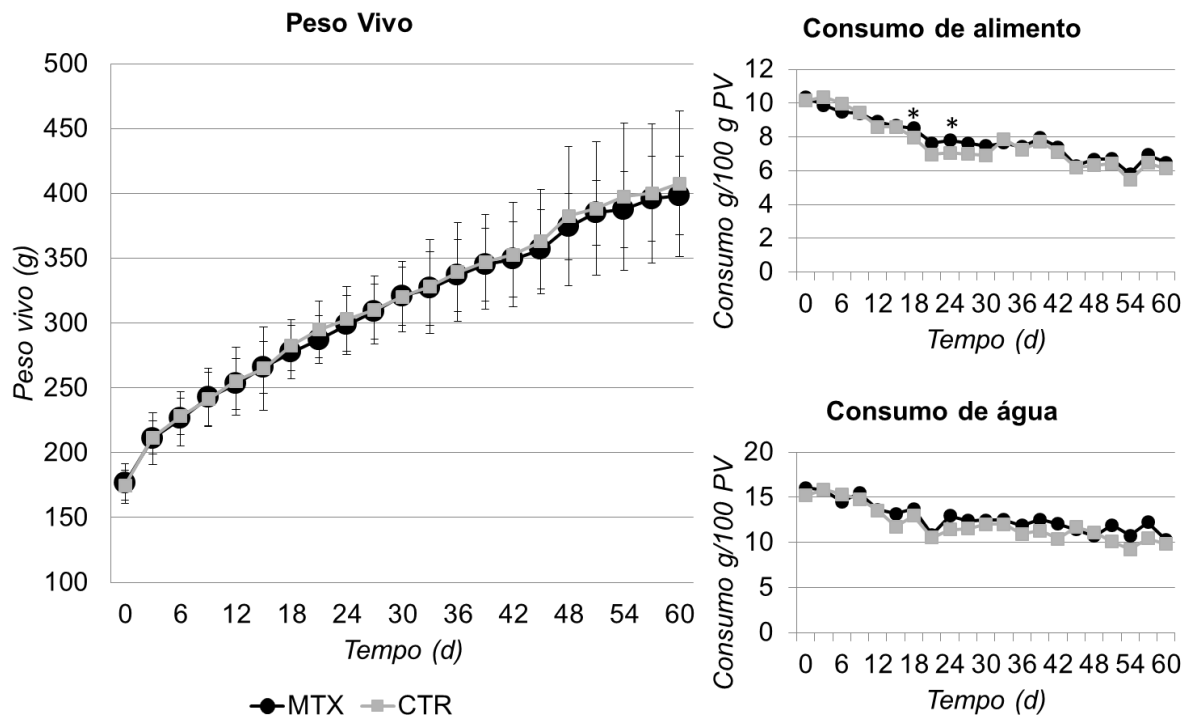 Peso Vivo
Peso vivo (g)
500
450
400
350
300
250
200
150
100
0 6 12 18 24 30 36 42 48 54 60
Tempo (d)
MTX CTR
Consumo de alimento
Consumo g/100 g PV
12
10
8
6
4
2
0
* *
0 6 12 18 24 30 36 42 48 54 60
Tempo (d)
Consumo de água
Consumo g/100 PV
20
15
10
5
0
0 6 12 18 24 30 36 42 48 54 60
Tempo (d)